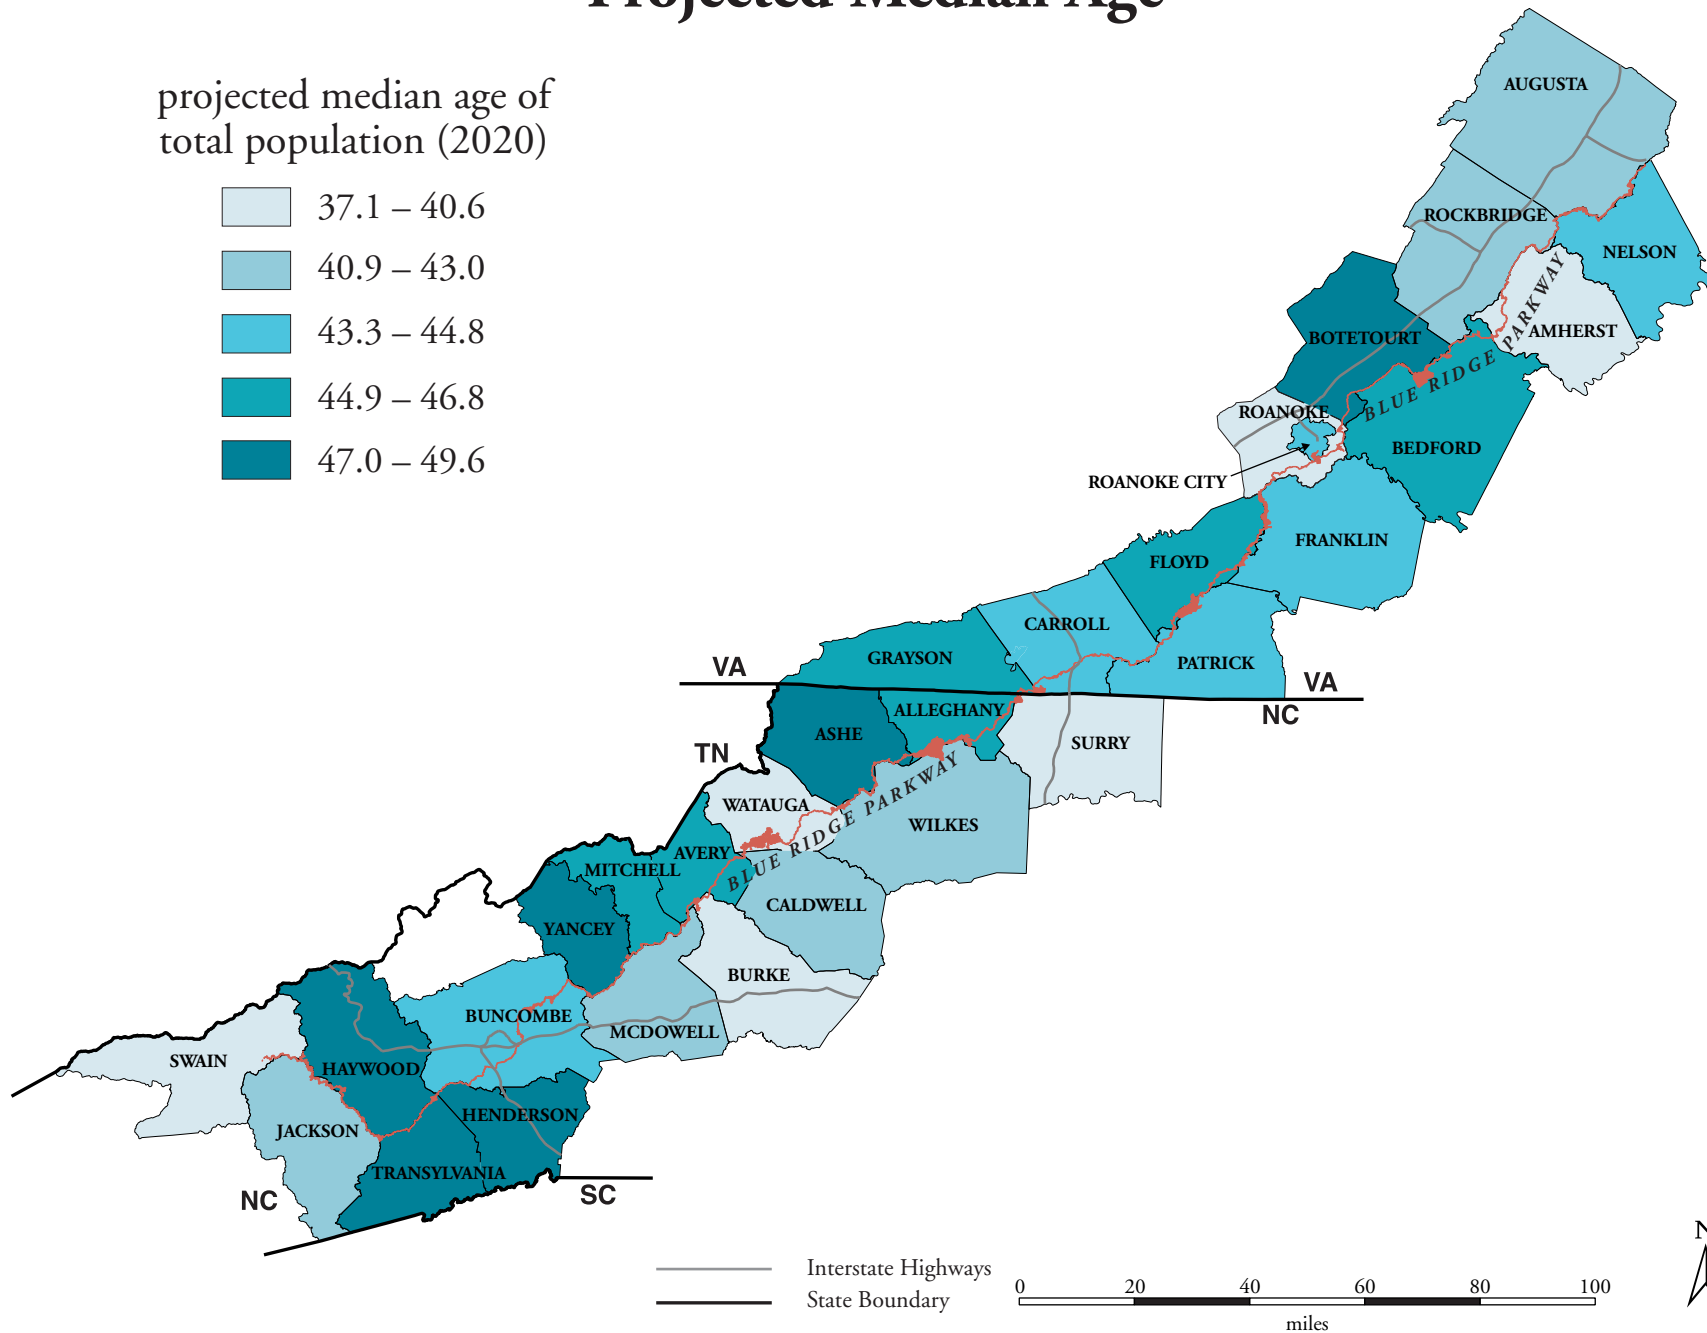 Projected Median Age
projected median age of
total population (2020)
37.1 – 40.6
40.9 – 43.0
43.3 – 44.8
44.9 – 46.8
47.0 – 49.6
AUGUSTA
ROCKBRIDGE
NELSON
BLUE RIDGE PARKWAY
AMHERST
BOTETOURT
ROANOKE
BEDFORD
ROANOKE CITY
FRANKLIN
FLOYD
CARROLL
GRAYSON
PATRICK
VA
VA
NC
ALLEGHANY
ASHE
SURRY
TN
WATAUGA
BLUE RIDGE PARKWAY
WILKES
AVERY
MITCHELL
CALDWELL
YANCEY
BURKE
BUNCOMBE
MCDOWELL
SWAIN
HAYWOOD
HENDERSON
JACKSON
TRANSYLVANIA
NC
SC
Interstate Highways
State Boundary
0 20 40 60 80 100
miles